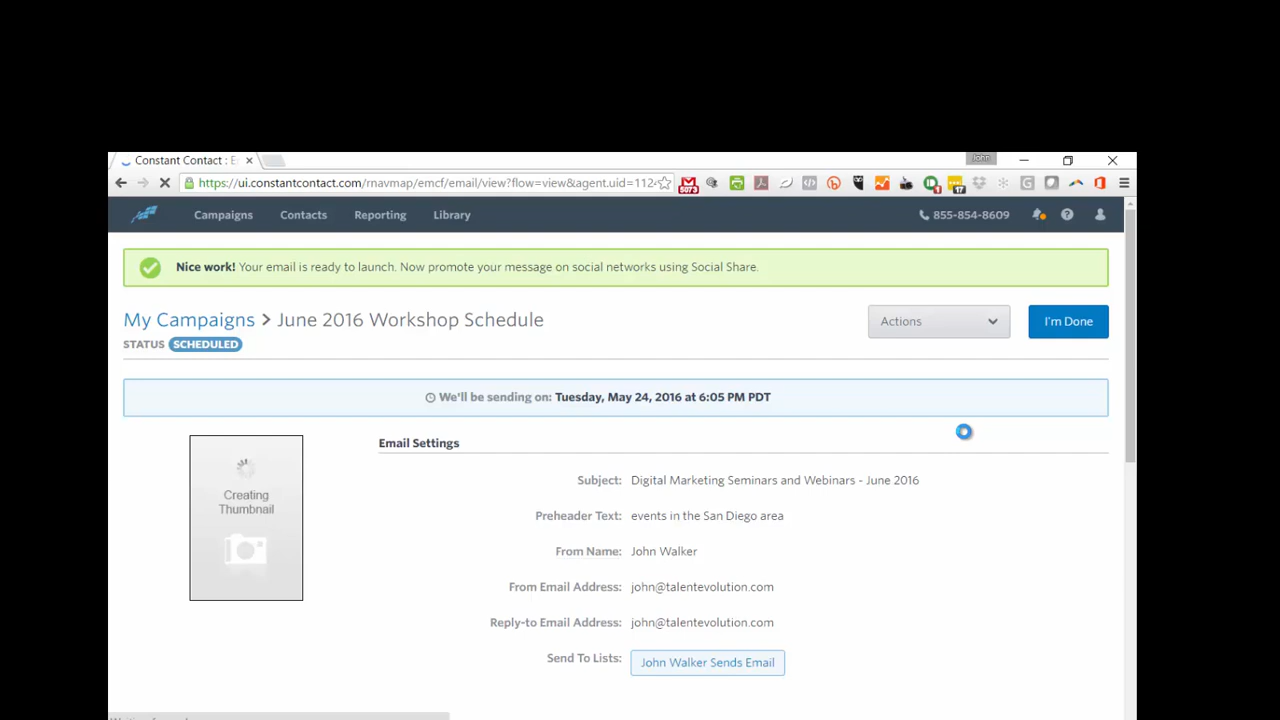 Constant Contact : E
John
https://ui.constantcontact.com/rnavmap/emcf/email/view?flow=view&agent.uid=112
5073
1
17
Campaigns Contacts Reporting Library 855-854-8609
Nice work! Your email is ready to launch. Now promote your message on social networks using Social Share.
My Campaigns > June 2016 Workshop Schedule
Actions
I'm Done
STATUS SCHEDULED
We'll be sending on: Tuesday, May 24, 2016 at 6:05 PM PDT
Creating
Thumbnail
Email Settings
Subject: Digital Marketing Seminars and Webinars - June 2016
Preheader Text: events in the San Diego area
From Name: John Walker
From Email Address: john@talentevolution.com
Reply-to Email Address: john@talentevolution.com
Send To Lists: John Walker Sends Email